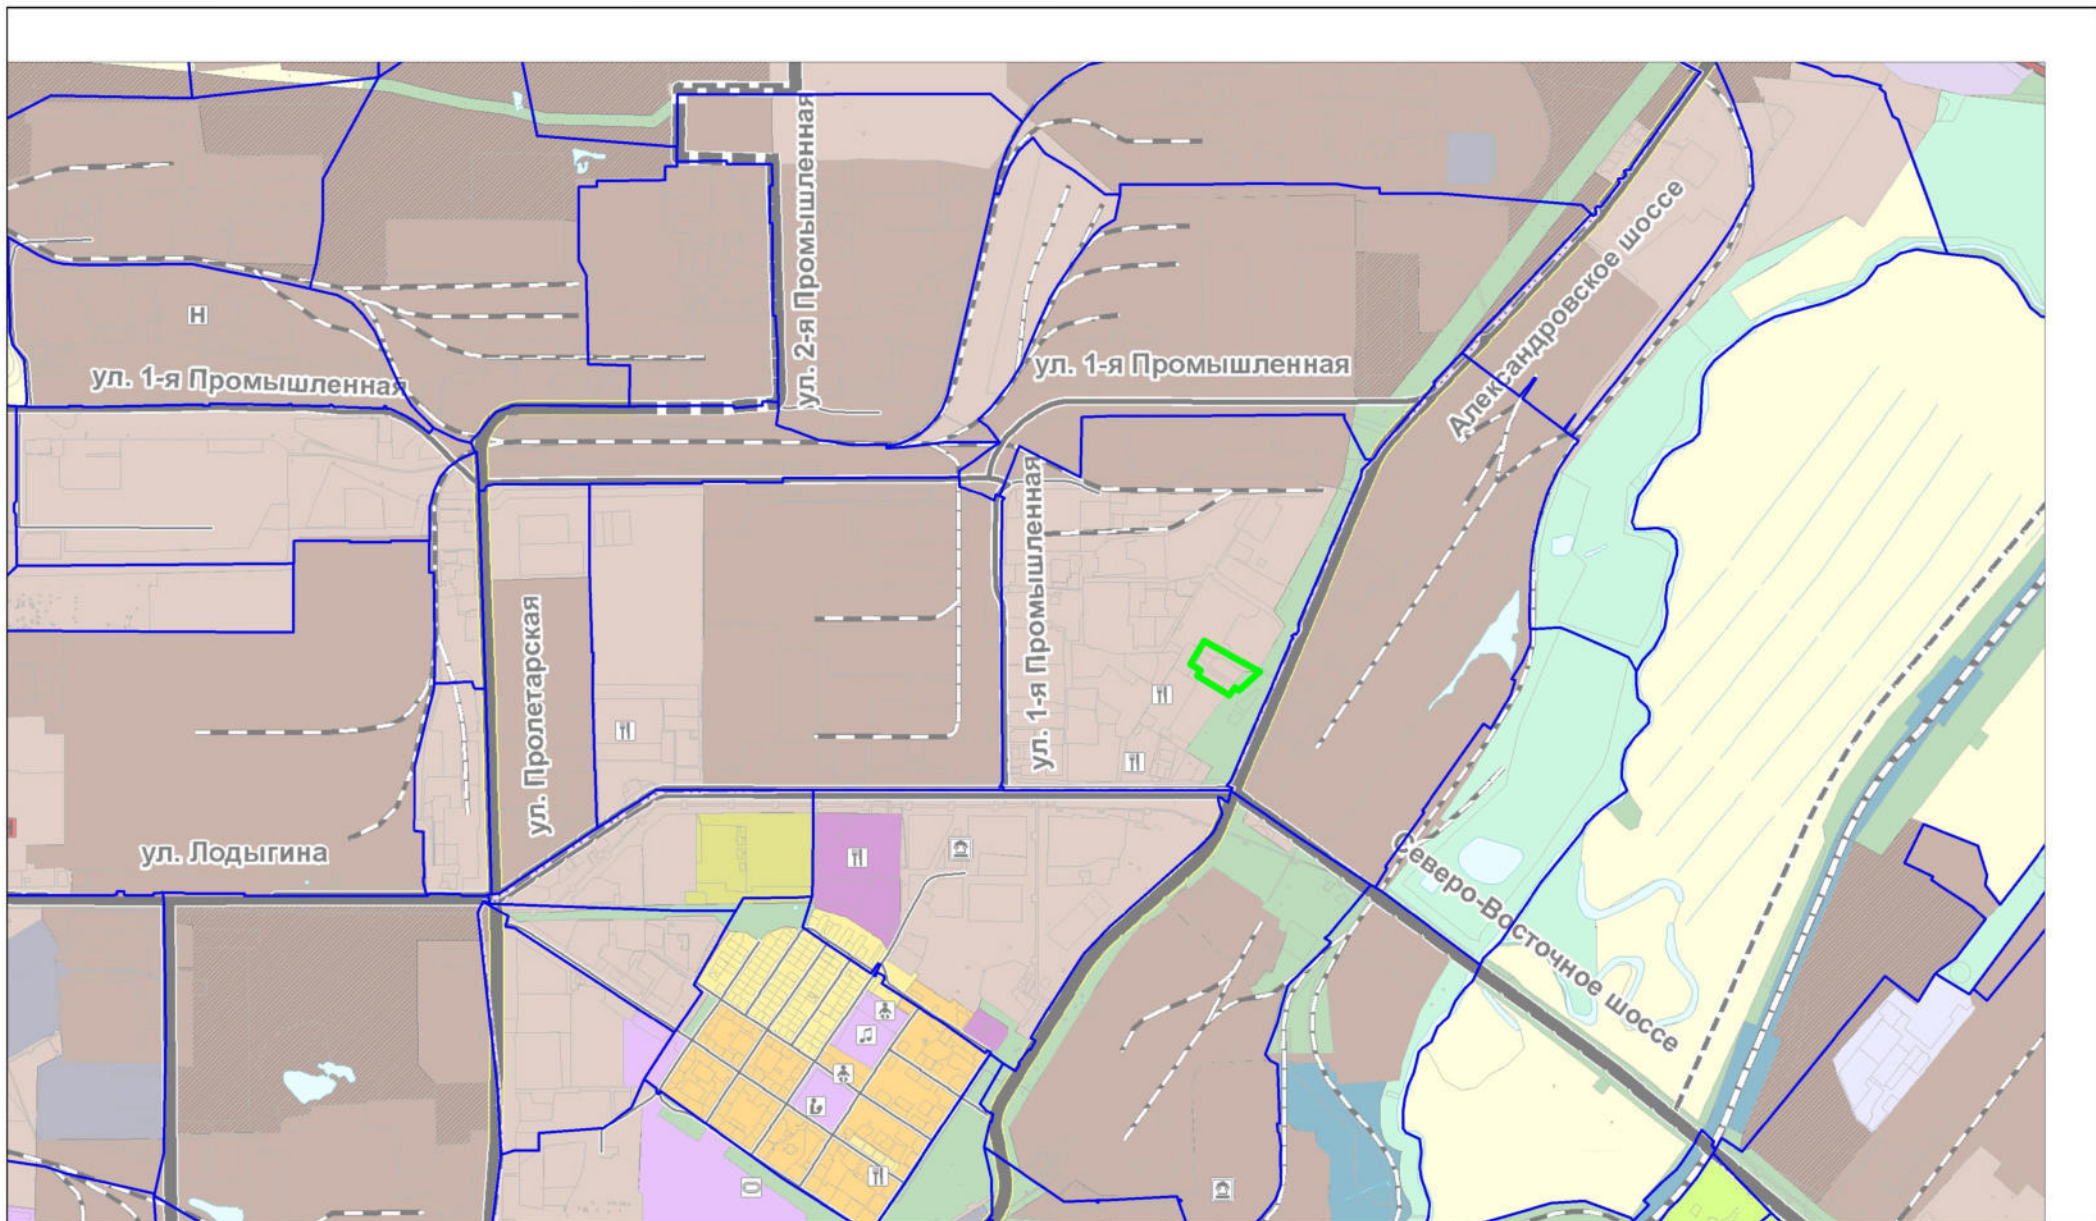 ул. 2-я Промышленная
Александровское шоссе
Н
ул. 1-я Промышленная
ул. 1-я Промышленная
ул. 1-я Промышленная
ул. Пролетарская
ул. Лодыгина
Северо-Восточное шоссе